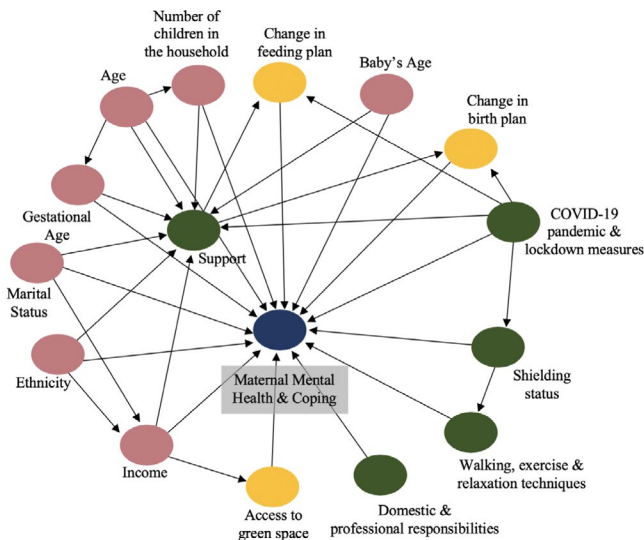 Number of
children in
the household
Change in
feeding plan
Baby's Age
Age
Change in
birth plan
Gestational
Age
Support
COVID-19
pandemic &
lockdown measures
Marital
Status
Ethnicity
Maternal Mental
Health & Coping
Shielding
status
Income
Walking, exercise &
relaxation techniques
Access to
green space
Domestic &
professional responsibilities